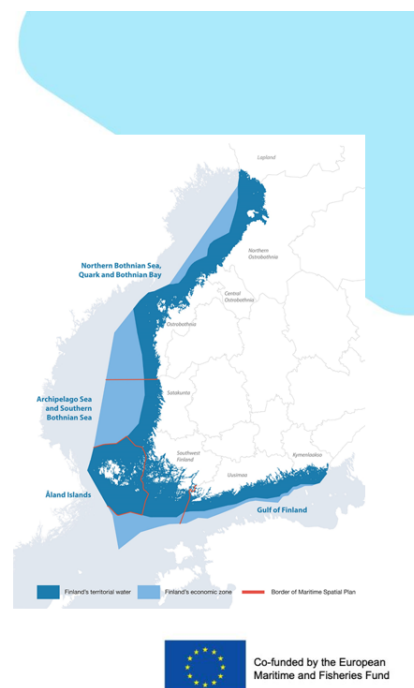 Lapland
Northern
Ostrobothnia
Northern Bothnian Sea,
Quark and Bothnian Bay
Central
Ostrobothnia
Ostrobothnia
Archipelago Sea
and Southern
Bothnian Sea
Satakunta
Southwest
Finland
Kymenlaakso
Uusimaa
Åland Islands
Gulf of Finland
Finland's territorial water
Finland's economic zone
Border of Maritime Spatial Plan
Co-funded by the European
Maritime and Fisheries Fund